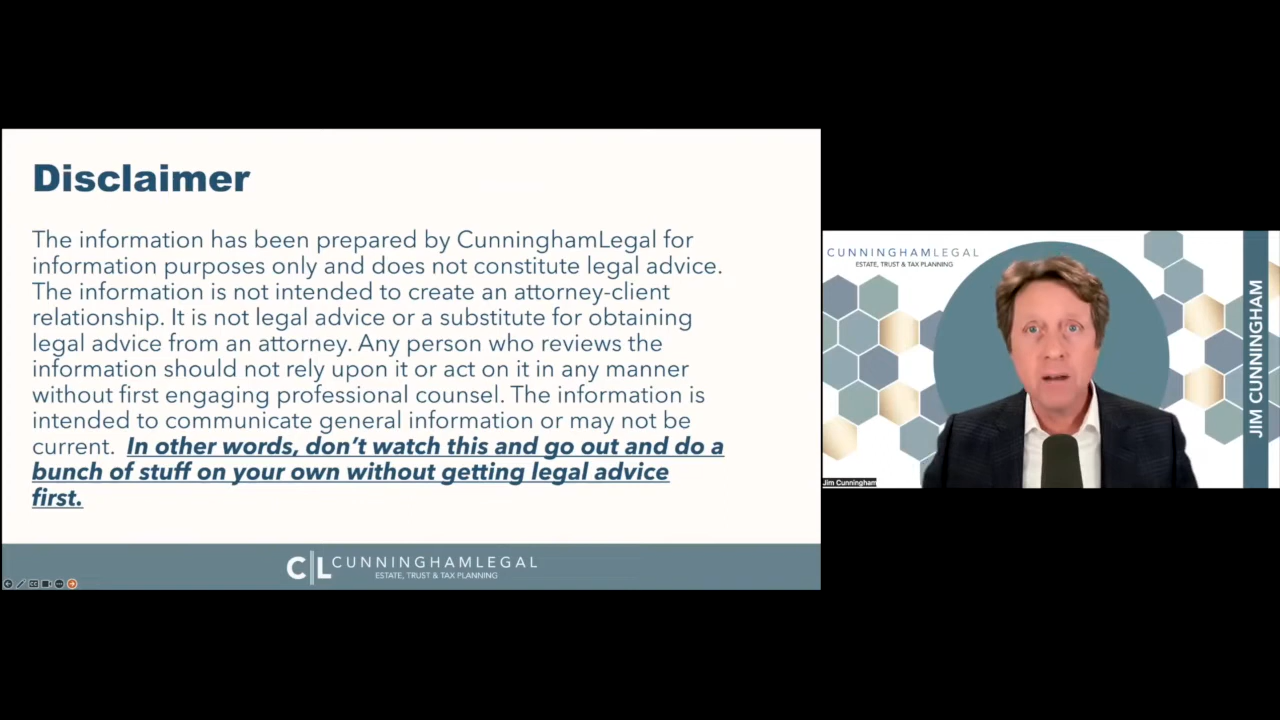 Disclaimer
The information has been prepared by CunninghamLegal for
information purposes only and does not constitute legal advice.
The information is not intended to create an attorney-client
relationship. It is not legal advice or a substitute for obtaining
legal advice from an attorney. Any person who reviews the
information should not rely upon it or act on it in any manner
without first engaging professional counsel. The information is
intended to communicate general information or may not be
current. In other words, don't watch this and go out and do a
bunch of stuff on your own without getting legal advice
first.
C|L CUNNINGHAMLEGAL
ESTATE, TRUST & TAX PLANNING
CUNNINGHAMLEGAL
ESTATE, TRUST & TAX PLANNING
JIM CUNNINGHAM
Jim Cunningham